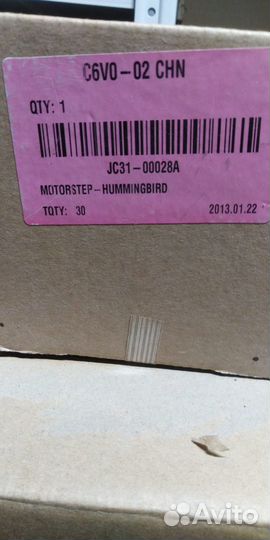 C6V0-02 CHN
QTY: 1
JC31-00028A
MOTORSTEP-HUMMINGBIRD
TQTY: 30 2013.01.22
Avito